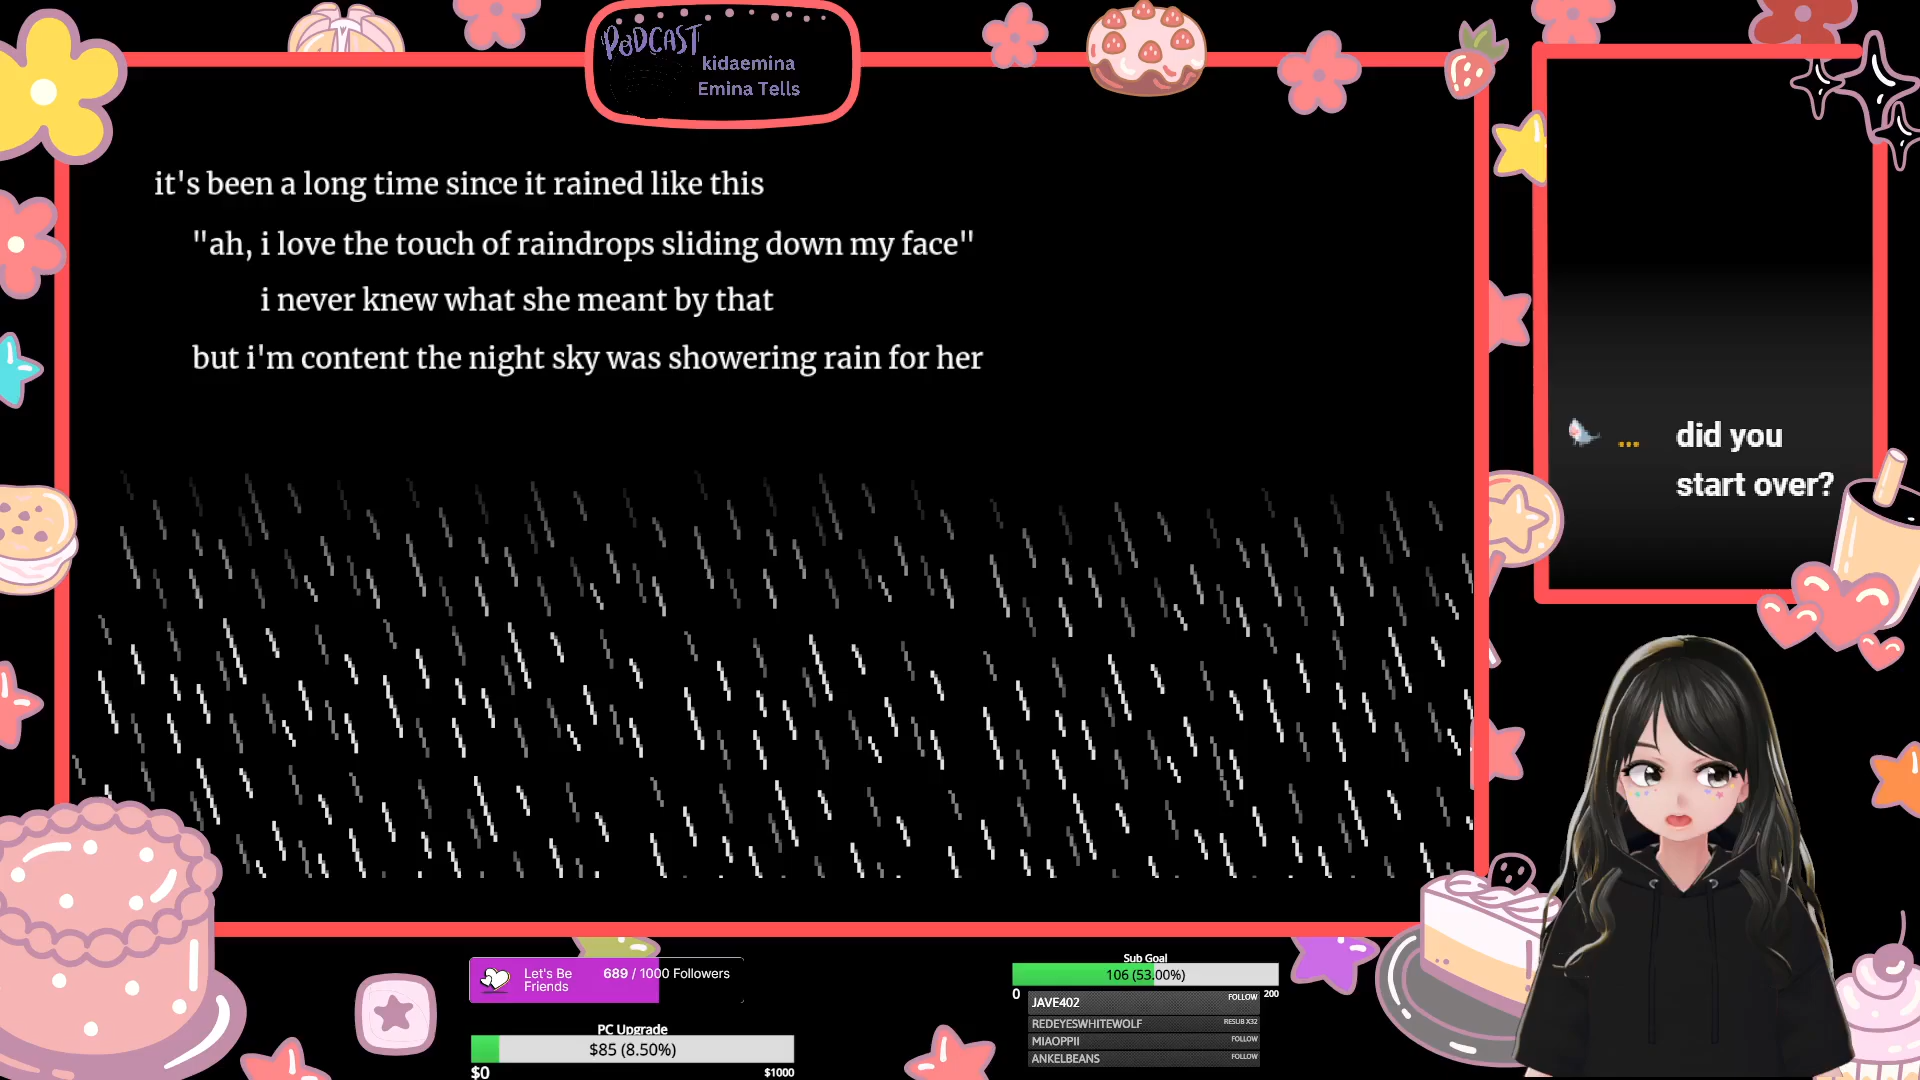 PODCAST
kidaemina
Emina Tells
it's been a long time since it rained like this
"ah, i love the touch of raindrops sliding down my face"
i never knew what she meant by that
but i'm content the night sky was showering rain for her
... did you
start over?
Let's Be
Friends
689 / 1000 Followers
PC Upgrade
$85 (8.50%)
$0
$1000
Sub Goal
106 (53.00%)
0
200
JAVE402 FOLLOW
REDEYESWHITEWOLF RESUB X32
MIAOPPII FOLLOW
ANKELBEANS FOLLOW